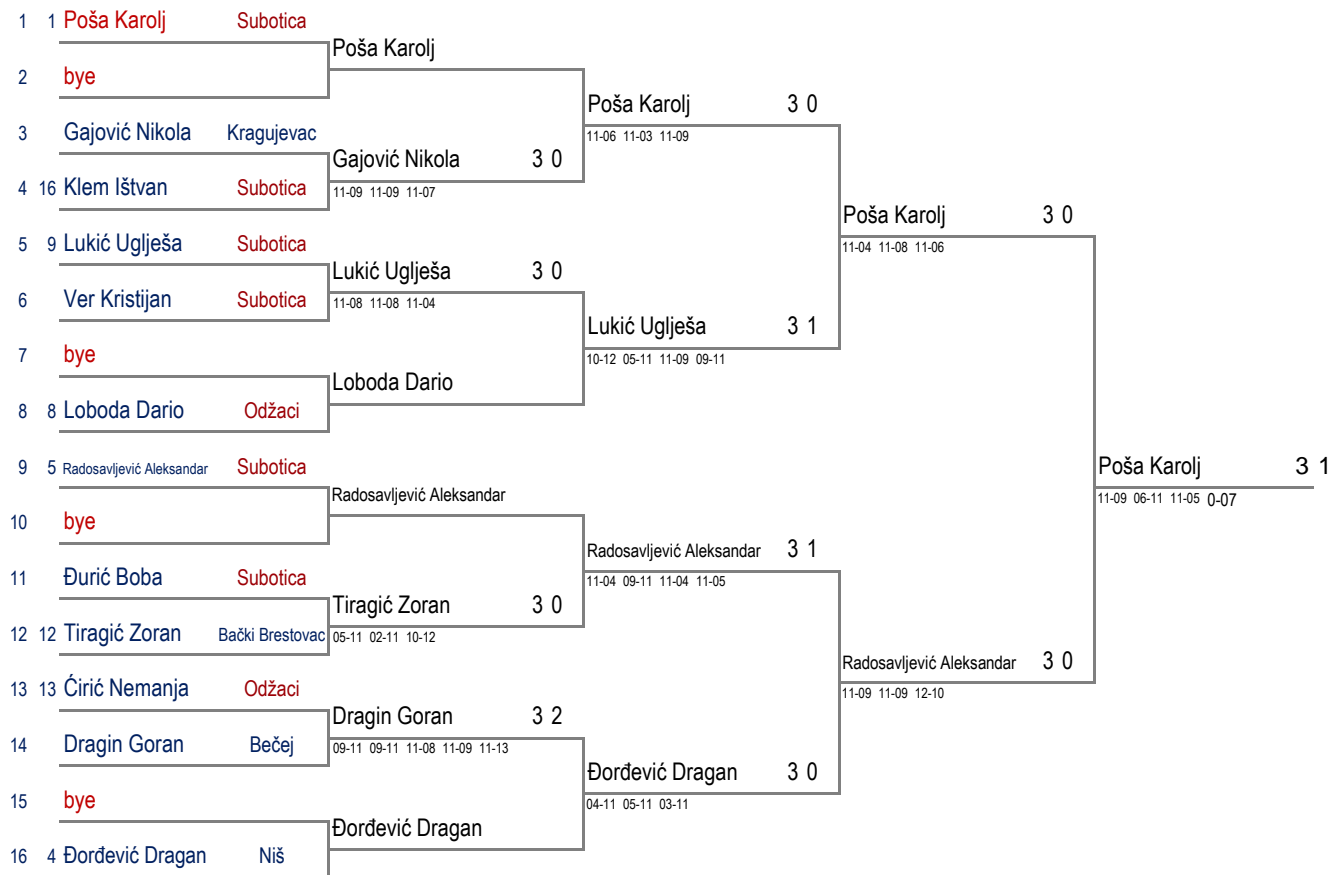 1 1 Poša Karolj Subotica
Poša Karolj
2 bye
Poša Karolj 3 0
3 Gajović Nikola Kragujevac
11-06 11-03 11-09
Gajović Nikola 3 0
4 16 Klem Ištvan Subotica
11-09 11-09 11-07
Poša Karolj 3 0
5 9 Lukić Uglješa Subotica
11-04 11-08 11-06
Lukić Uglješa 3 0
6 Ver Kristijan Subotica
11-08 11-08 11-04
Lukić Uglješa 3 1
7 bye
10-12 05-11 11-09 09-11
Loboda Dario
8 8 Loboda Dario Odžaci
9 5 Radosavljević Aleksandar Subotica
Poša Karolj 3 1
Radosavljević Aleksandar
11-09 06-11 11-05 0-07
10 bye
Radosavljević Aleksandar 3 1
11 Đurić Boba Subotica
11-04 09-11 11-04 11-05
Tiragić Zoran 3 0
12 12 Tiragić Zoran Bački Brestovac
05-11 02-11 10-12
Radosavljević Aleksandar 3 0
13 13 Ćirić Nemanja Odžaci
11-09 11-09 12-10
Dragin Goran 3 2
14 Dragin Goran Bečej
09-11 09-11 11-08 11-09 11-13
Đorđević Dragan 3 0
15 bye
04-11 05-11 03-11
Đorđević Dragan
16 4 Đorđević Dragan Niš